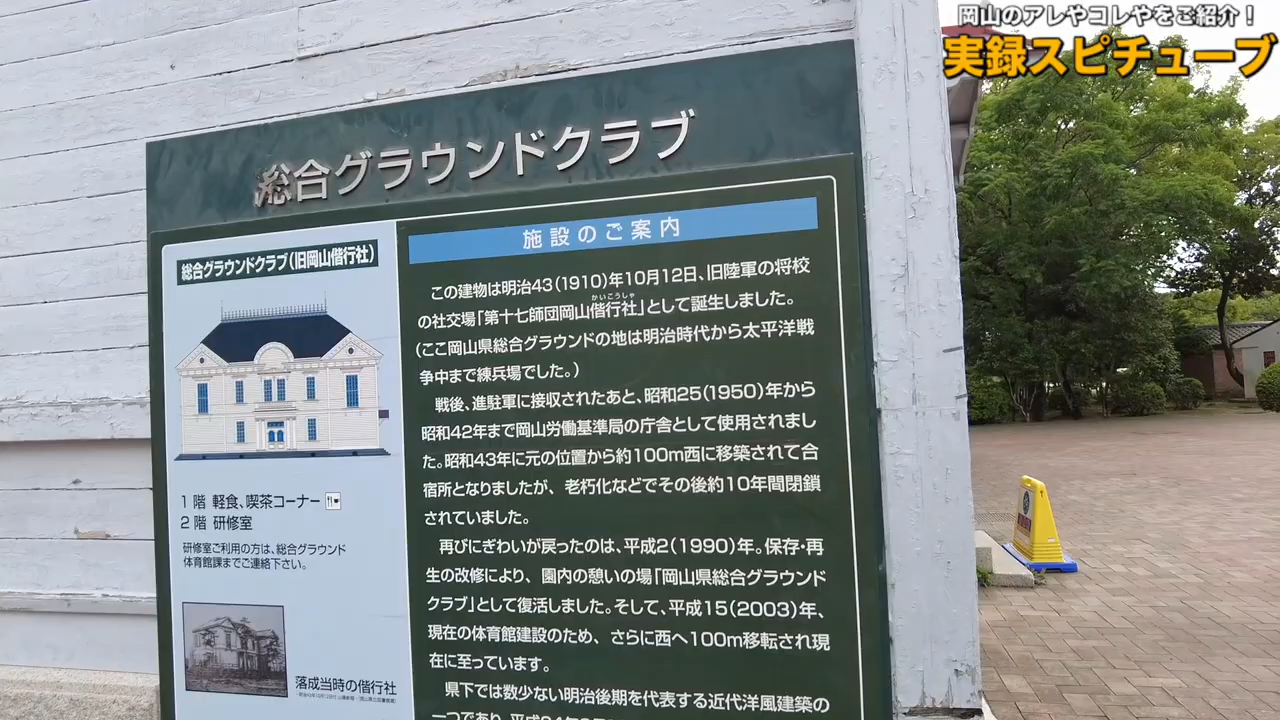 岡山のアレやコレやをご紹介！
実録スピチューブ
総合グラウンドクラブ
総合グラウンドクラブ（旧岡山偕行社）
1階 軽食、喫茶コーナー
2階 研修室
研修室ご利用の方は、総合グラウンド
体育館課までご連絡下さい。
落成当時の偕行社
施設のご案内
この建物は明治43（1910）年10月12日、旧陸軍の将校
かいこうしゃ
の社交場「第十七師団岡山偕行社」として誕生しました。
（ここ岡山県総合グラウンドの地は明治時代から太平洋戦
争中まで練兵場でした。）
戦後、進駐軍に接収されたあと、昭和25（1950）年から
昭和42年まで岡山労働基準局の庁舎として使用されまし
た。昭和43年に元の位置から約100m西に移築されて合
宿所となりましたが、老朽化などでその後約10年間閉鎖
されていました。
再びにぎわいが戻ったのは、平成2（1990）年。保存・再
生の改修により、園内の憩いの場「岡山県総合グラウンド
クラブ」として復活しました。そして、平成15（2003）年、
現在の体育館建設のため、さらに西へ100m移転され現
在に至っています。
県下では数少ない明治後期を代表する近代洋風建築の
一つであり、平成